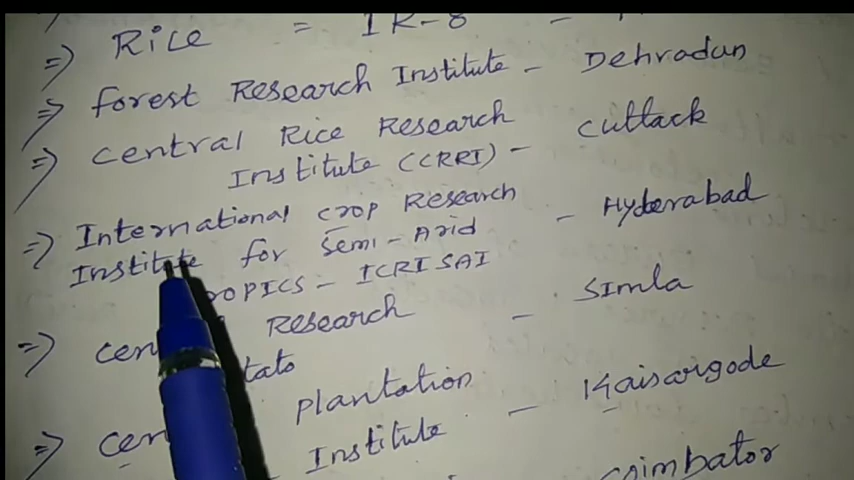 ⇒ Rice = IR-8 -
⇒ Forest Research Institute - Dehradun
⇒ Central Rice Research
Institute (CRRI) - Cuttack
⇒ International crop Research
Institute for Semi-Arid - Hyderabad
ROPICS - ICRISAI
⇒ cen Research - Simla
tato
⇒ cen plantation
Institute - Kaisargode
coimbator